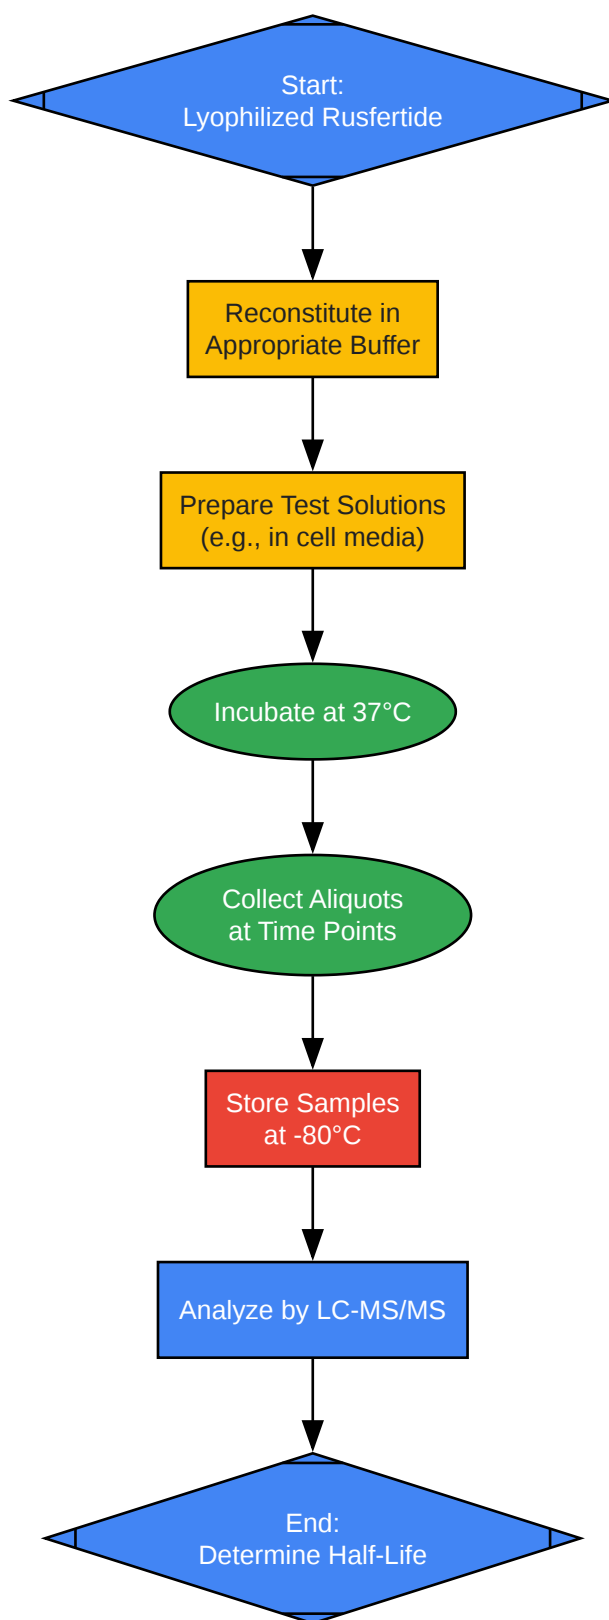 Start:
Lyophilized Rusfertide
Reconstitute in
Appropriate Buffer
Prepare Test Solutions
(e.g., in cell media)
Incubate at 37°C
Collect Aliquots
at Time Points
Store Samples
at -80°C
Analyze by LC-MS/MS
End:
Determine Half-Life